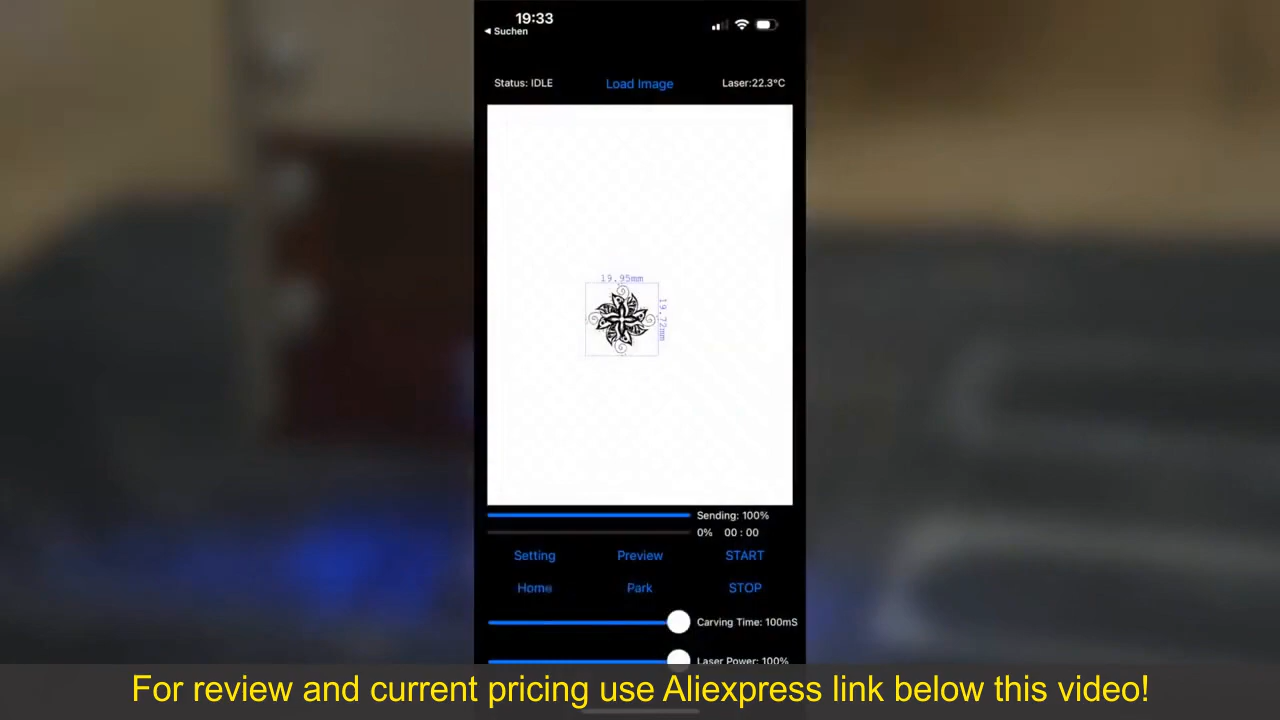 19:33
◀ Suchen
Status: IDLE
Load Image
Laser:22.3°C
19.95mm
19.72mm
Sending: 100%
0% 00 : 00
Setting
Preview
START
Home
Park
STOP
Carving Time: 100mS
Laser Power: 100%
For review and current pricing use Aliexpress link below this video!